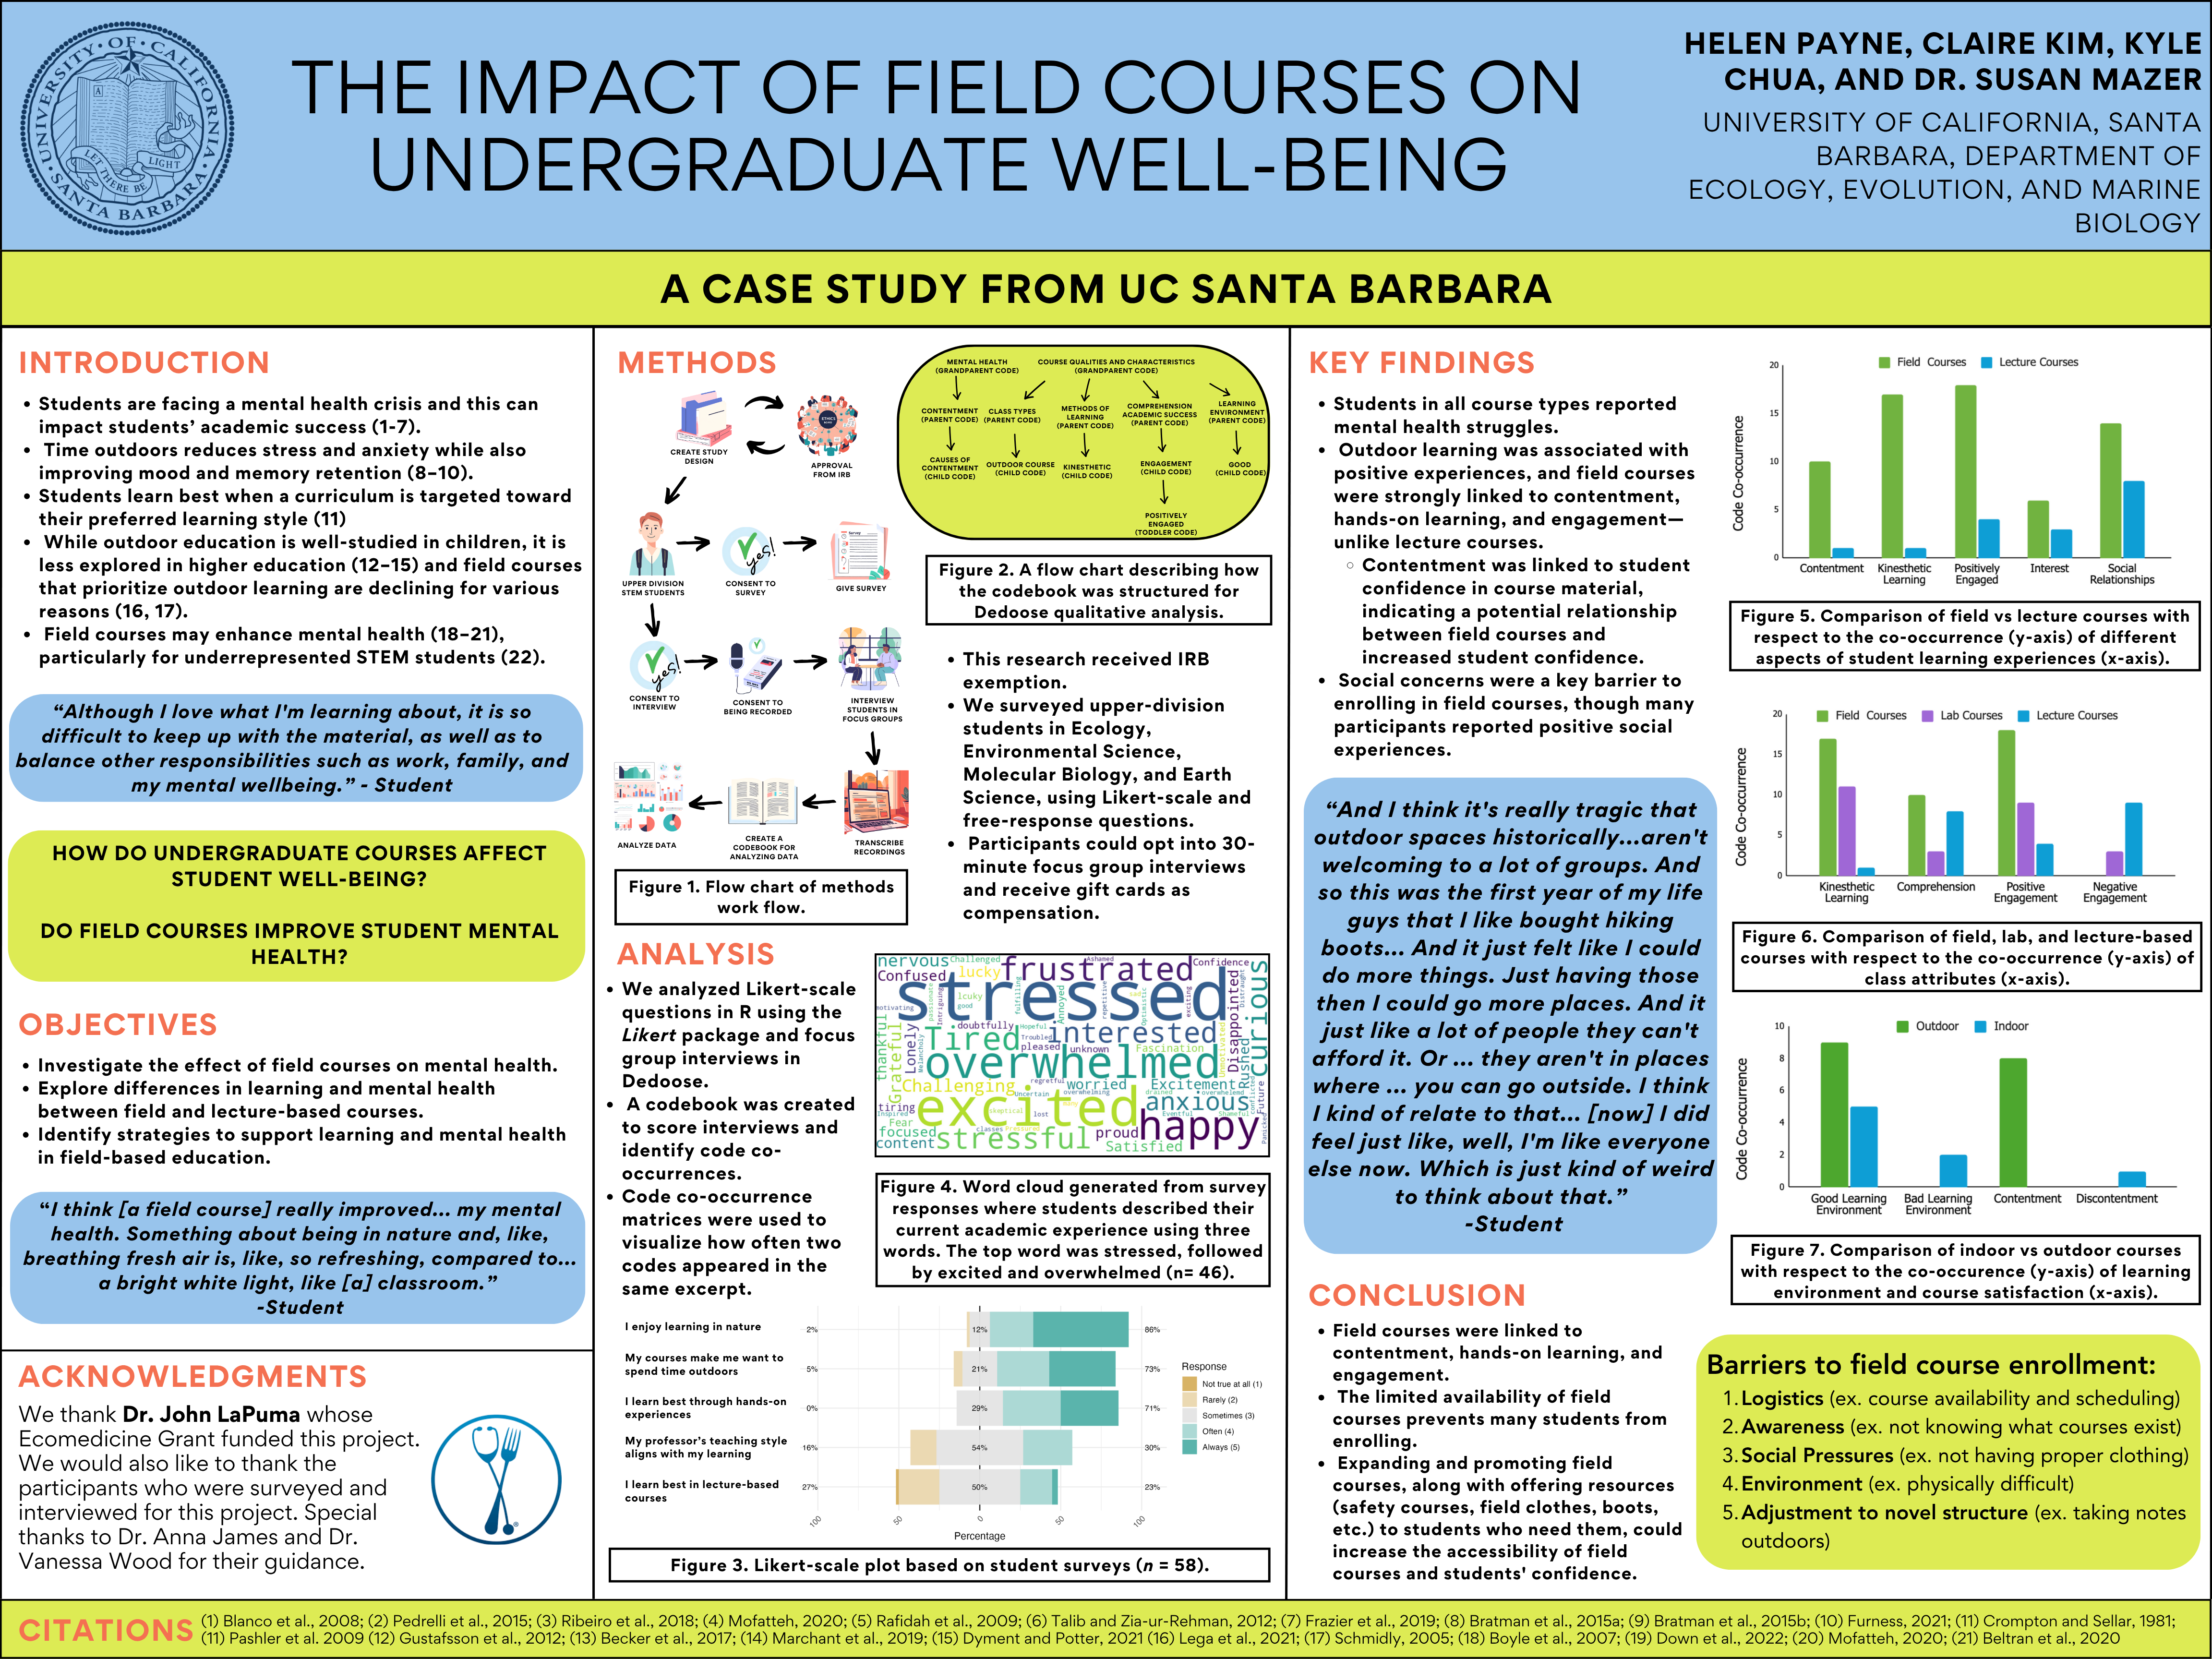 UNIVERSITY · OF · CALIFORNIA · SANTA BARBARA ·
LET THERE BE LIGHT
A
THE IMPACT OF FIELD COURSES ON
UNDERGRADUATE WELL-BEING
HELEN PAYNE, CLAIRE KIM, KYLE
CHUA, AND DR. SUSAN MAZER
UNIVERSITY OF CALIFORNIA, SANTA
BARBARA, DEPARTMENT OF
ECOLOGY, EVOLUTION, AND MARINE
BIOLOGY
A CASE STUDY FROM UC SANTA BARBARA
INTRODUCTION
• Students are facing a mental health crisis and this can
impact students' academic success (1-7).
• Time outdoors reduces stress and anxiety while also
improving mood and memory retention (8–10).
• Students learn best when a curriculum is targeted toward
their preferred learning style (11)
• While outdoor education is well-studied in children, it is
less explored in higher education (12–15) and field courses
that prioritize outdoor learning are declining for various
reasons (16, 17).
• Field courses may enhance mental health (18–21),
particularly for underrepresented STEM students (22).
“Although I love what I'm learning about, it is so
difficult to keep up with the material, as well as to
balance other responsibilities such as work, family, and
my mental wellbeing.” - Student
HOW DO UNDERGRADUATE COURSES AFFECT
STUDENT WELL-BEING?
DO FIELD COURSES IMPROVE STUDENT MENTAL
HEALTH?
OBJECTIVES
• Investigate the effect of field courses on mental health.
• Explore differences in learning and mental health
between field and lecture-based courses.
• Identify strategies to support learning and mental health
in field-based education.
“I think [a field course] really improved... my mental
health. Something about being in nature and, like,
breathing fresh air is, like, so refreshing, compared to...
a bright white light, like [a] classroom.”
-Student
ACKNOWLEDGMENTS
We thank Dr. John LaPuma whose
Ecomedicine Grant funded this project.
We would also like to thank the
participants who were surveyed and
interviewed for this project. Special
thanks to Dr. Anna James and Dr.
Vanessa Wood for their guidance.
METHODS
CREATE STUDY
DESIGN
ETHICS
APPROVAL
FROM IRB
UPPER DIVISION
STEM STUDENTS
yes!
CONSENT TO
SURVEY
Survey
GIVE SURVEY
yes!
CONSENT TO
INTERVIEW
CONSENT TO
BEING RECORDED
INTERVIEW
STUDENTS IN
FOCUS GROUPS
ANALYZE DATA
CREATE A
CODEBOOK FOR
ANALYZING DATA
TRANSCRIBE
RECORDINGS
Figure 1. Flow chart of methods
work flow.
MENTAL HEALTH
(GRANDPARENT CODE)
COURSE QUALITIES AND CHARACTERISTICS
(GRANDPARENT CODE)
CONTENTMENT
(PARENT CODE)
CLASS TYPES
(PARENT CODE)
METHODS OF
LEARNING
(PARENT CODE)
COMPREHENSION
ACADEMIC SUCCESS
(PARENT CODE)
LEARNING
ENVIRONMENT
(PARENT CODE)
CAUSES OF
CONTENTMENT
(CHILD CODE)
OUTDOOR COURSE
(CHILD CODE)
KINESTHETIC
(CHILD CODE)
ENGAGEMENT
(CHILD CODE)
GOOD
(CHILD CODE)
POSITIVELY
ENGAGED
(TODDLER CODE)
Figure 2. A flow chart describing how
the codebook was structured for
Dedoose qualitative analysis.
• This research received IRB
exemption.
• We surveyed upper-division
students in Ecology,
Environmental Science,
Molecular Biology, and Earth
Science, using Likert-scale and
free-response questions.
• Participants could opt into 30-
minute focus group interviews
and receive gift cards as
compensation.
ANALYSIS
• We analyzed Likert-scale
questions in R using the
Likert package and focus
group interviews in
Dedoose.
• A codebook was created
to score interviews and
identify code co-
occurrences.
• Code co-occurrence
matrices were used to
visualize how often two
codes appeared in the
same excerpt.
nervous Challenged frustrated Ashamed Confidence
Confused lucky
stressed
motivating passionate Intriguing lcuky good fulfilling Annoyed repetitive Optimistic exciting Disappointed Distraught Curious
thankful Grateful Lonely Melancholy
doubtfully Hopeful
Tired Troubled interested
pleased unknown Fascination Unmotivated Rushed
overwhelmed
Challenging regretful worried Excitement
Uncertain overwhelming drained overwhelemd conflicted Future
tiring excited anxious
Inspired skeptical lost Eventful Shameful Panicked
Fear classes Pressured
focused stressful proud happy
content Satisfied
Figure 4. Word cloud generated from survey
responses where students described their
current academic experience using three
words. The top word was stressed, followed
by excited and overwhelmed (n= 46).
I enjoy learning in nature
2% 12% 86%
My courses make me want to
spend time outdoors
5% 21% 73%
I learn best through hands-on
experiences
0% 29% 71%
My professor's teaching style
aligns with my learning
16% 54% 30%
I learn best in lecture-based
courses
27% 50% 23%
100 50 0 50 100
Percentage
Response
Not true at all (1)
Rarely (2)
Sometimes (3)
Often (4)
Always (5)
Figure 3. Likert-scale plot based on student surveys (n = 58).
KEY FINDINGS
• Students in all course types reported
mental health struggles.
• Outdoor learning was associated with
positive experiences, and field courses
were strongly linked to contentment,
hands-on learning, and engagement—
unlike lecture courses.
○ Contentment was linked to student
confidence in course material,
indicating a potential relationship
between field courses and
increased student confidence.
• Social concerns were a key barrier to
enrolling in field courses, though many
participants reported positive social
experiences.
“And I think it's really tragic that
outdoor spaces historically...aren't
welcoming to a lot of groups. And
so this was the first year of my life
guys that I like bought hiking
boots... And it just felt like I could
do more things. Just having those
then I could go more places. And it
just like a lot of people they can't
afford it. Or ... they aren't in places
where ... you can go outside. I think
I kind of relate to that... [now] I did
feel just like, well, I'm like everyone
else now. Which is just kind of weird
to think about that.”
-Student
CONCLUSION
• Field courses were linked to
contentment, hands-on learning, and
engagement.
• The limited availability of field
courses prevents many students from
enrolling.
• Expanding and promoting field
courses, along with offering resources
(safety courses, field clothes, boots,
etc.) to students who need them, could
increase the accessibility of field
courses and students' confidence.
Field Courses Lecture Courses
Code Co-occurrence
20
15
10
5
0
Contentment
Kinesthetic
Learning
Positively
Engaged
Interest
Social
Relationships
Figure 5. Comparison of field vs lecture courses with
respect to the co-occurrence (y-axis) of different
aspects of student learning experiences (x-axis).
Field Courses Lab Courses Lecture Courses
Code Co-occurrence
20
15
10
5
0
Kinesthetic
Learning
Comprehension
Positive
Engagement
Negative
Engagement
Figure 6. Comparison of field, lab, and lecture-based
courses with respect to the co-occurrence (y-axis) of
class attributes (x-axis).
Outdoor Indoor
Code Co-occurrence
10
8
6
4
2
0
Good Learning
Environment
Bad Learning
Environment
Contentment
Discontentment
Figure 7. Comparison of indoor vs outdoor courses
with respect to the co-occurence (y-axis) of learning
environment and course satisfaction (x-axis).
Barriers to field course enrollment:
1. Logistics (ex. course availability and scheduling)
2. Awareness (ex. not knowing what courses exist)
3. Social Pressures (ex. not having proper clothing)
4. Environment (ex. physically difficult)
5. Adjustment to novel structure (ex. taking notes
outdoors)
CITATIONS
(1) Blanco et al., 2008; (2) Pedrelli et al., 2015; (3) Ribeiro et al., 2018; (4) Mofatteh, 2020; (5) Rafidah et al., 2009; (6) Talib and Zia-ur-Rehman, 2012; (7) Frazier et al., 2019; (8) Bratman et al., 2015a; (9) Bratman et al., 2015b; (10) Furness, 2021; (11) Crompton and Sellar, 1981;
(11) Pashler et al. 2009 (12) Gustafsson et al., 2012; (13) Becker et al., 2017; (14) Marchant et al., 2019; (15) Dyment and Potter, 2021 (16) Lega et al., 2021; (17) Schmidly, 2005; (18) Boyle et al., 2007; (19) Down et al., 2022; (20) Mofatteh, 2020; (21) Beltran et al., 2020